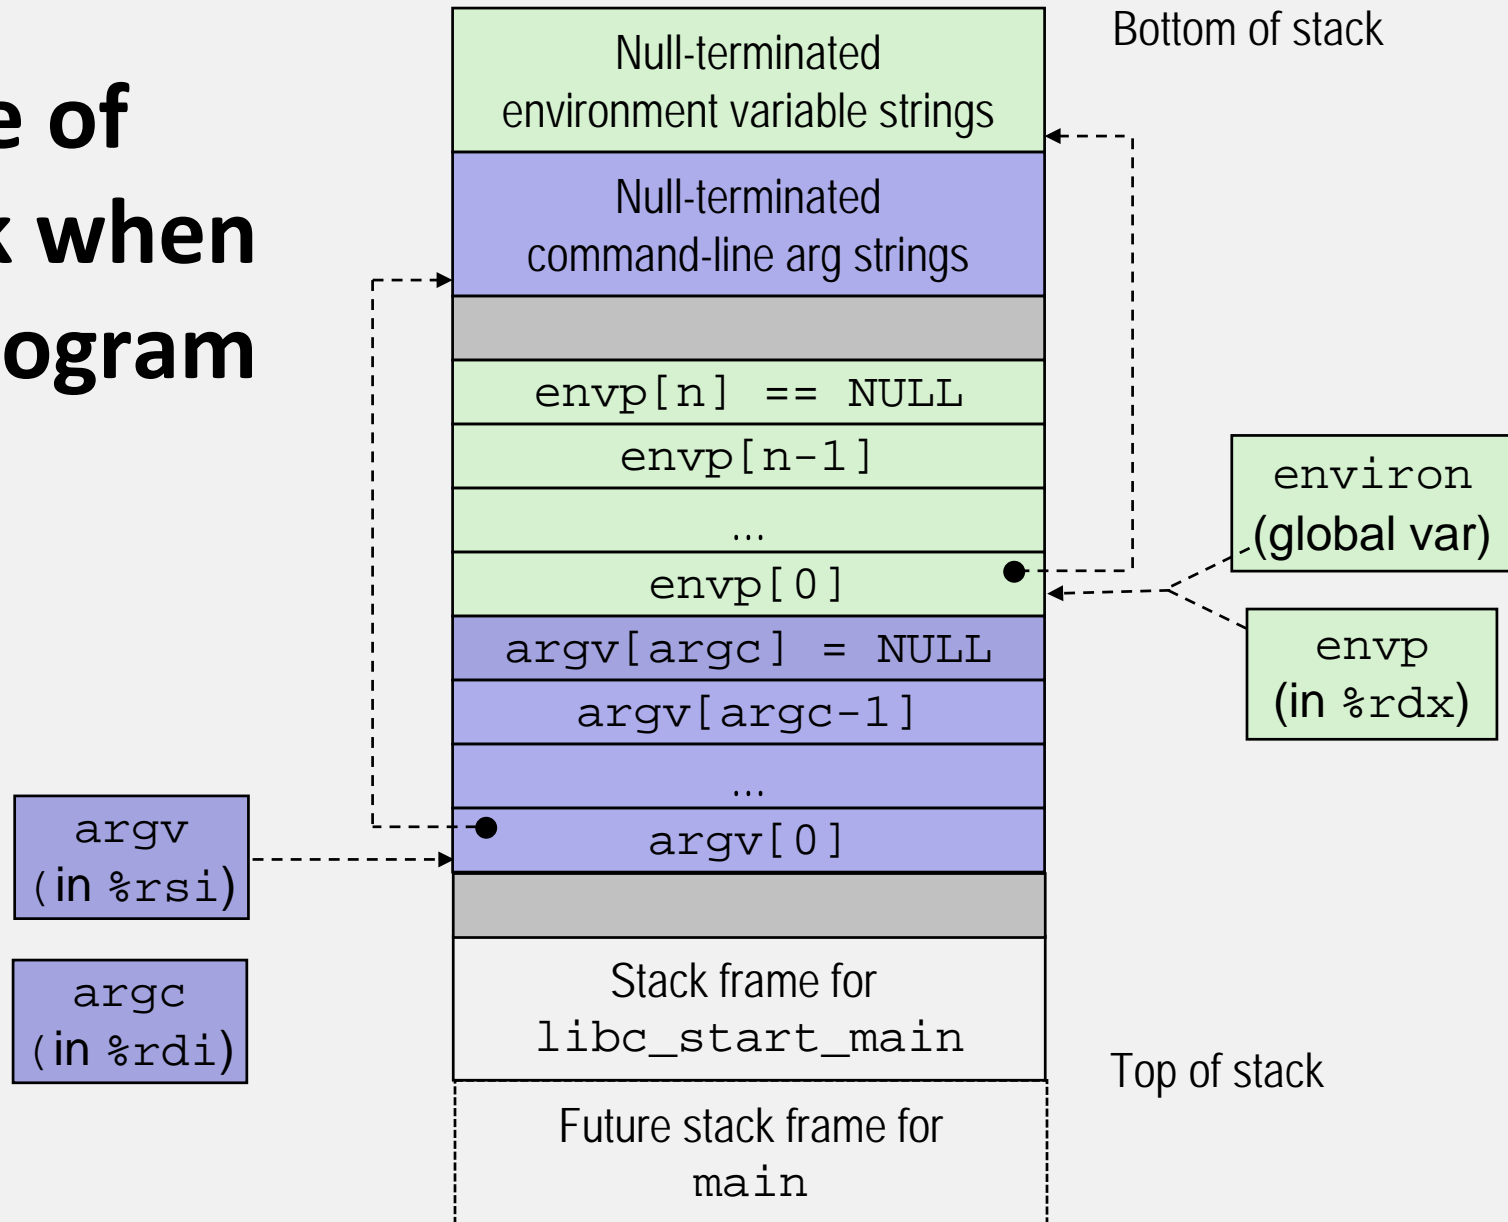 e of
k when
ogram
Bottom of stack
Null-terminated
environment variable strings
Null-terminated
command-line arg strings
envp[n] == NULL
envp[n-1]
...
envp[0]
argv[argc] = NULL
argv[argc-1]
...
argv[0]
environ
(global var)
envp
(in %rdx)
argv
(in %rsi)
argc
(in %rdi)
Stack frame for
libc_start_main
Top of stack
Future stack frame for
main